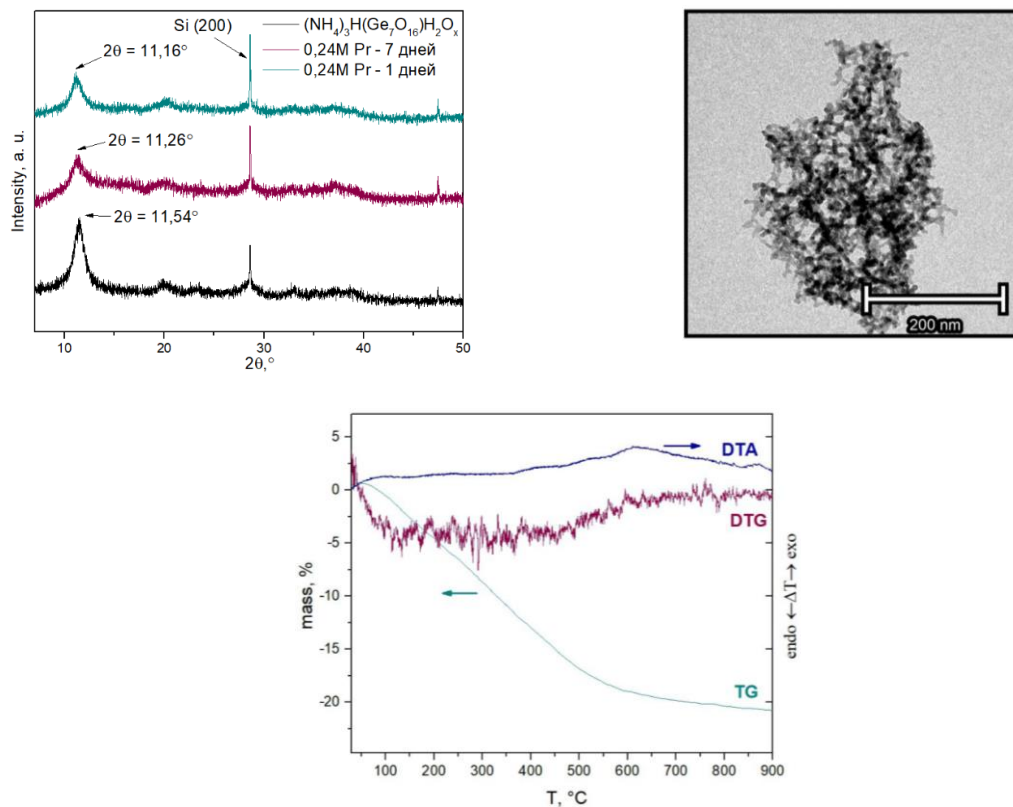 Si (200)
(NH₄)₃H(Ge₇O₁₆)H₂Oₓ
0,24M Pr - 7 дней
0,24M Pr - 1 дней
2θ = 11,16°
2θ = 11,26°
2θ = 11,54°
Intensity, a. u.
10 20 30 40 50
2θ,°
200 nm
5
0
-5
-10
-15
-20
mass, %
DTA
DTG
TG
endo ←ΔT→ exo
100 200 300 400 500 600 700 800 900
T, °C